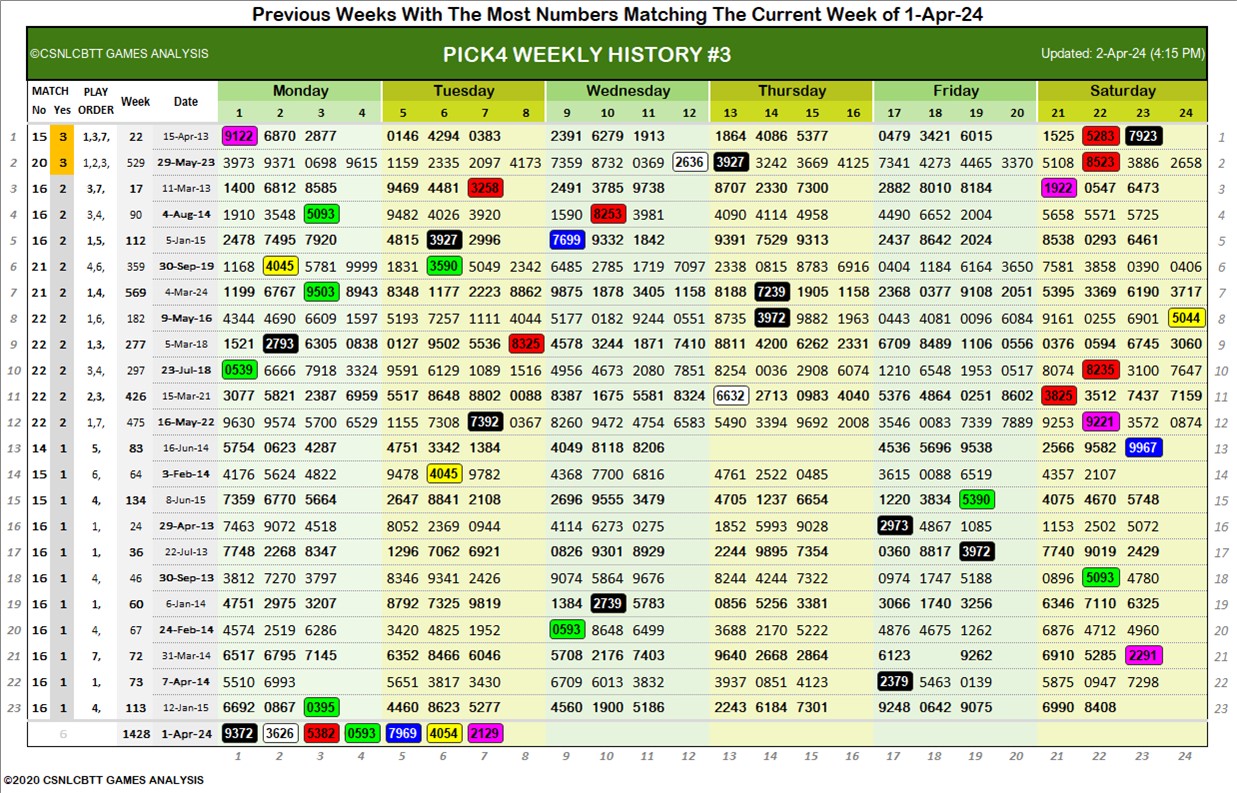 Previous Weeks With The Most Numbers Matching The Current Week of 1-Apr-24
©CSNLCBTT GAMES ANALYSIS PICK4 WEEKLY HISTORY #3 Updated: 2-Apr-24 (4:15 PM)
MATCH PLAY ORDER Week Date Monday Tuesday Wednesday Thursday Friday Saturday
No Yes 1 2 3 4 5 6 7 8 9 10 11 12 13 14 15 16 17 18 19 20 21 22 23 24
1 15 3 1,3,7, 22 15-Apr-13 9122 6870 2877 0146 4294 0383 2391 6279 1913 1864 4086 5377 0479 3421 6015 1525 5283 7923 1
2 20 3 1,2,3, 529 29-May-23 3973 9371 0698 9615 1159 2335 2097 4173 7359 8732 0369 2636 3927 3242 3669 4125 7341 4273 4465 3370 5108 8523 3886 2658 2
3 16 2 3,7, 17 11-Mar-13 1400 6812 8585 9469 4481 3258 2491 3785 9738 8707 2330 7300 2882 8010 8184 1922 0547 6473 3
4 16 2 3,4, 90 4-Aug-14 1910 3548 5093 9482 4026 3920 1590 8253 3981 4090 4114 4958 4490 6652 2004 5658 5571 5725 4
5 16 2 1,5, 112 5-Jan-15 2478 7495 7920 4815 3927 2996 7699 9332 1842 9391 7529 9313 2437 8642 2024 8538 0293 6461 5
6 21 2 4,6, 359 30-Sep-19 1168 4045 5781 9999 1831 3590 5049 2342 6485 2785 1719 7097 2338 0815 8783 6916 0404 1184 6164 3650 7581 3858 0390 0406 6
7 21 2 1,4, 569 4-Mar-24 1199 6767 9503 8943 8348 1177 2223 8862 9875 1878 3405 1158 8188 7239 1905 1158 2368 0377 9108 2051 5395 3369 6190 3717 7
8 22 2 1,6, 182 9-May-16 4344 4690 6609 1597 5193 7257 1111 4044 5177 0182 9244 0551 8735 3972 9882 1963 0443 4081 0096 6084 9161 0255 6901 5044 8
9 22 2 1,3, 277 5-Mar-18 1521 2793 6305 0838 0127 9502 5536 8325 4578 3244 1871 7410 8811 4200 6262 2331 6709 8489 1106 0556 0376 0594 6745 3060 9
10 22 2 3,4, 297 23-Jul-18 0539 6666 7918 3324 9591 6129 1089 1516 4956 4673 2080 7851 8254 0036 2908 6074 1210 6548 1953 0517 8074 8235 3100 7647 10
11 22 2 2,3, 426 15-Mar-21 3077 5821 2387 6959 5517 8648 8802 0088 8387 1675 5581 8324 6632 2713 0983 4040 5376 4864 0251 8602 3825 3512 7437 7159 11
12 22 2 1,7, 475 16-May-22 9630 9574 5700 6529 1717 7308 7392 0367 8260 9472 4754 6583 5490 3394 9692 2008 3546 0083 7339 7889 9253 9221 3572 0874 12
13 14 1 5, 83 16-Jun-14 5754 0623 4287 4751 3342 1384 4049 8118 8206 4536 5696 9538 2566 9582 9967 13
14 15 1 6, 64 3-Feb-14 4176 5624 4822 9478 4045 9782 4368 7700 6816 4761 2522 0485 3615 0088 6519 4357 2107 14
15 15 1 4, 134 8-Jun-15 7359 6770 5664 2647 8841 2108 2696 9555 3479 4705 1237 6654 1220 3834 5390 4075 4670 5748 15
16 16 1 1, 24 29-Apr-13 7463 9072 4518 8052 2369 0944 4114 6273 0275 1852 5993 9028 2973 4867 1085 1153 2502 5072 16
17 16 1 1, 36 22-Jul-13 7748 2268 8347 1296 7062 6921 0826 9301 8929 2244 9895 7354 0360 8817 3972 7740 9019 2429 17
18 16 1 4, 46 30-Sep-13 3812 7270 3797 8346 9341 2426 9074 5864 9676 8244 4244 7322 0974 1747 5188 0896 5093 4780 18
19 16 1 1, 60 6-Jan-14 4751 2975 3207 8792 7325 9819 1384 2739 5783 0856 5256 3381 3066 1740 3256 6346 7110 6325 19
20 16 1 4, 67 24-Feb-14 4574 2519 6286 3420 4825 1952 0593 8648 6499 3688 2170 5222 4876 4675 1262 6876 4712 4960 20
21 16 1 7, 72 31-Mar-14 6517 6795 7145 6352 8466 6046 5708 2176 7403 9640 2668 2864 6123 9262 6910 5285 2291 21
22 16 1 1, 73 7-Apr-14 5510 6993 5651 3817 3430 6709 6013 3832 3937 0851 4123 2379 5463 0139 5875 0947 7298 22
23 16 1 4, 113 12-Jan-15 6692 0867 0395 4460 8623 5277 4560 1900 5186 2243 6184 7301 9248 0642 9075 6990 8408 23
6 1428 1-Apr-24 9372 3626 5382 0593 7969 4054 2129
1 2 3 4 5 6 7 8 9 10 11 12 13 14 15 16 17 18 19 20 21 22 23 24
©2020 CSNLCBTT GAMES ANALYSIS